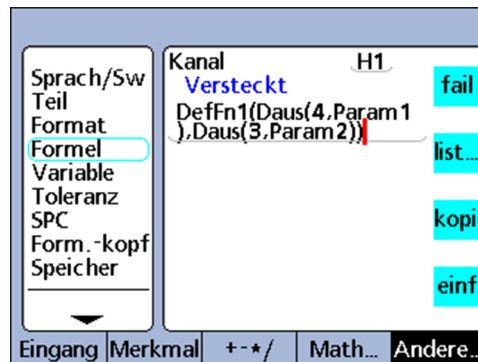 Sprach/Sw
Teil
Format
Formel
Variable
Toleranz
SPC
Form.-kopf
Speicher
Kanal H1
Versteckt
DefFn1(Daus(4,Param1
),Daus(3,Param2))
fail
list...
kopi
einf
Eingang Merkmal +-*/ Math... Andere..